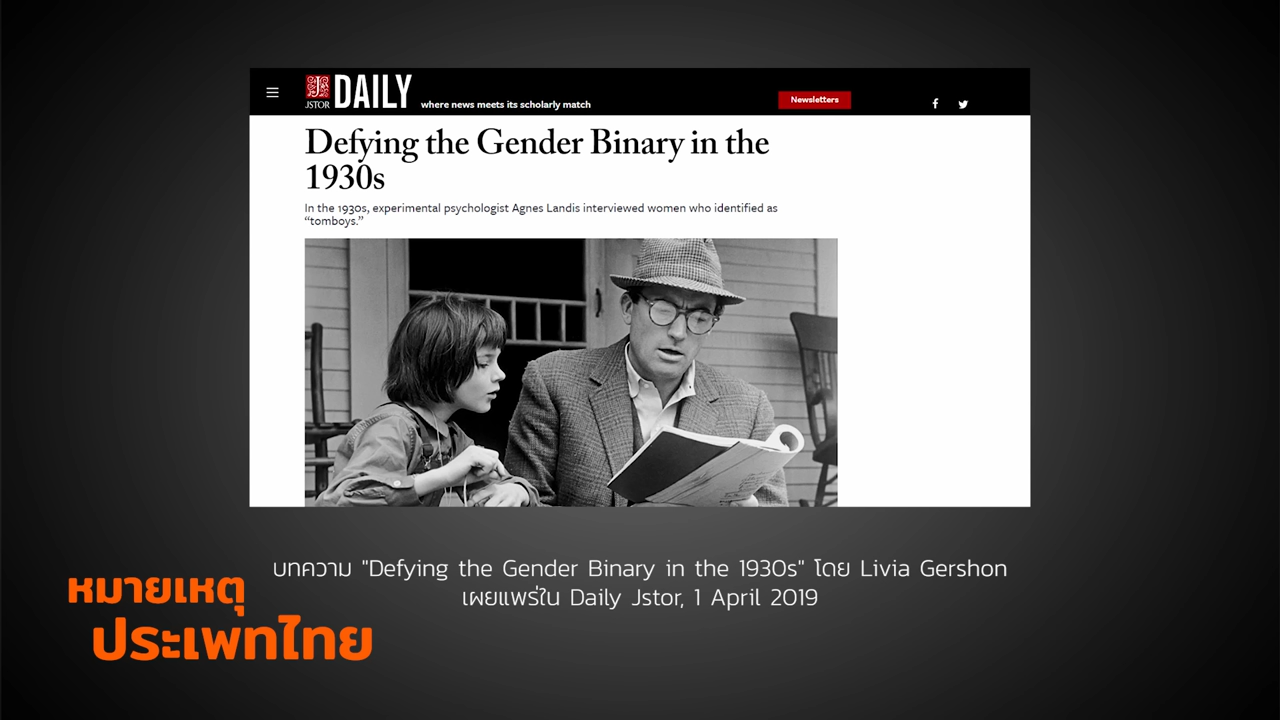 JSTOR DAILY where news meets its scholarly match
Newsletters
Defying the Gender Binary in the
1930s
In the 1930s, experimental psychologist Agnes Landis interviewed women who identified as
“tomboys.”
บทความ "Defying the Gender Binary in the 1930s" โดย Livia Gershon
เผยแพร่ใน Daily Jstor, 1 April 2019
หมายเหตุ
ประเพทไทย